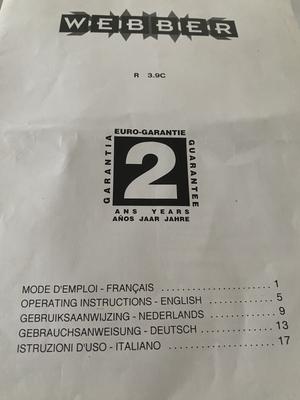 WEBBER
R 3.9C
EURO-GARANTIE
GARANTIA
2
GUARANTEE
ANS YEARS
AÑOS JAAR JAHRE
MODE D'EMPLOI - FRANÇAIS ..................... 1
OPERATING INSTRUCTIONS - ENGLISH ........... 5
GEBRUIKSAANWIJZING - NEDERLANDS ........... 9
GEBRAUCHSANWEISUNG - DEUTSCH ........... 13
ISTRUZIONI D'USO - ITALIANO ..................... 17